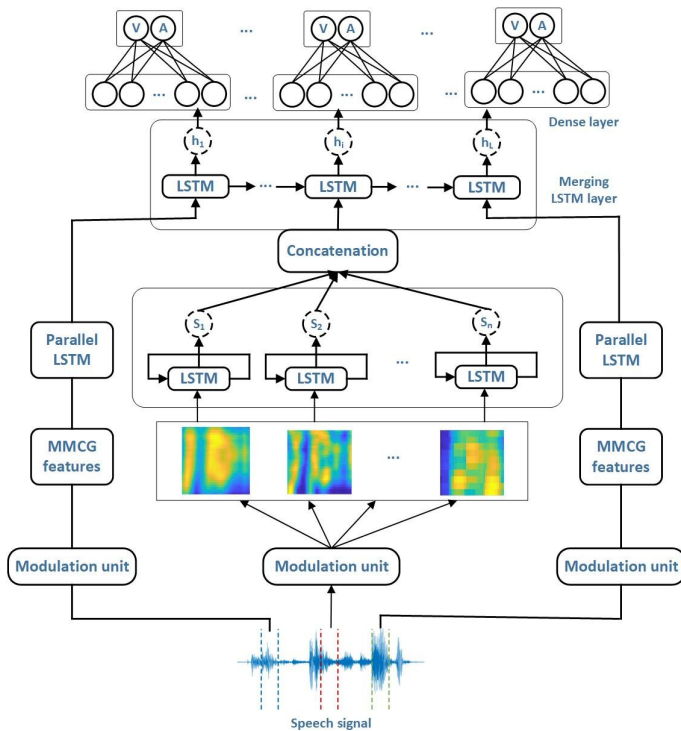 V A ... V A ... V A
... ... ... ... ...
Dense layer
h1 hi hL
LSTM ... LSTM ... LSTM
Merging
LSTM layer
Concatenation
S1 S2 Sn
Parallel
LSTM
LSTM LSTM ... LSTM
Parallel
LSTM
MMCG
features
...
MMCG
features
Modulation unit Modulation unit Modulation unit
Speech signal